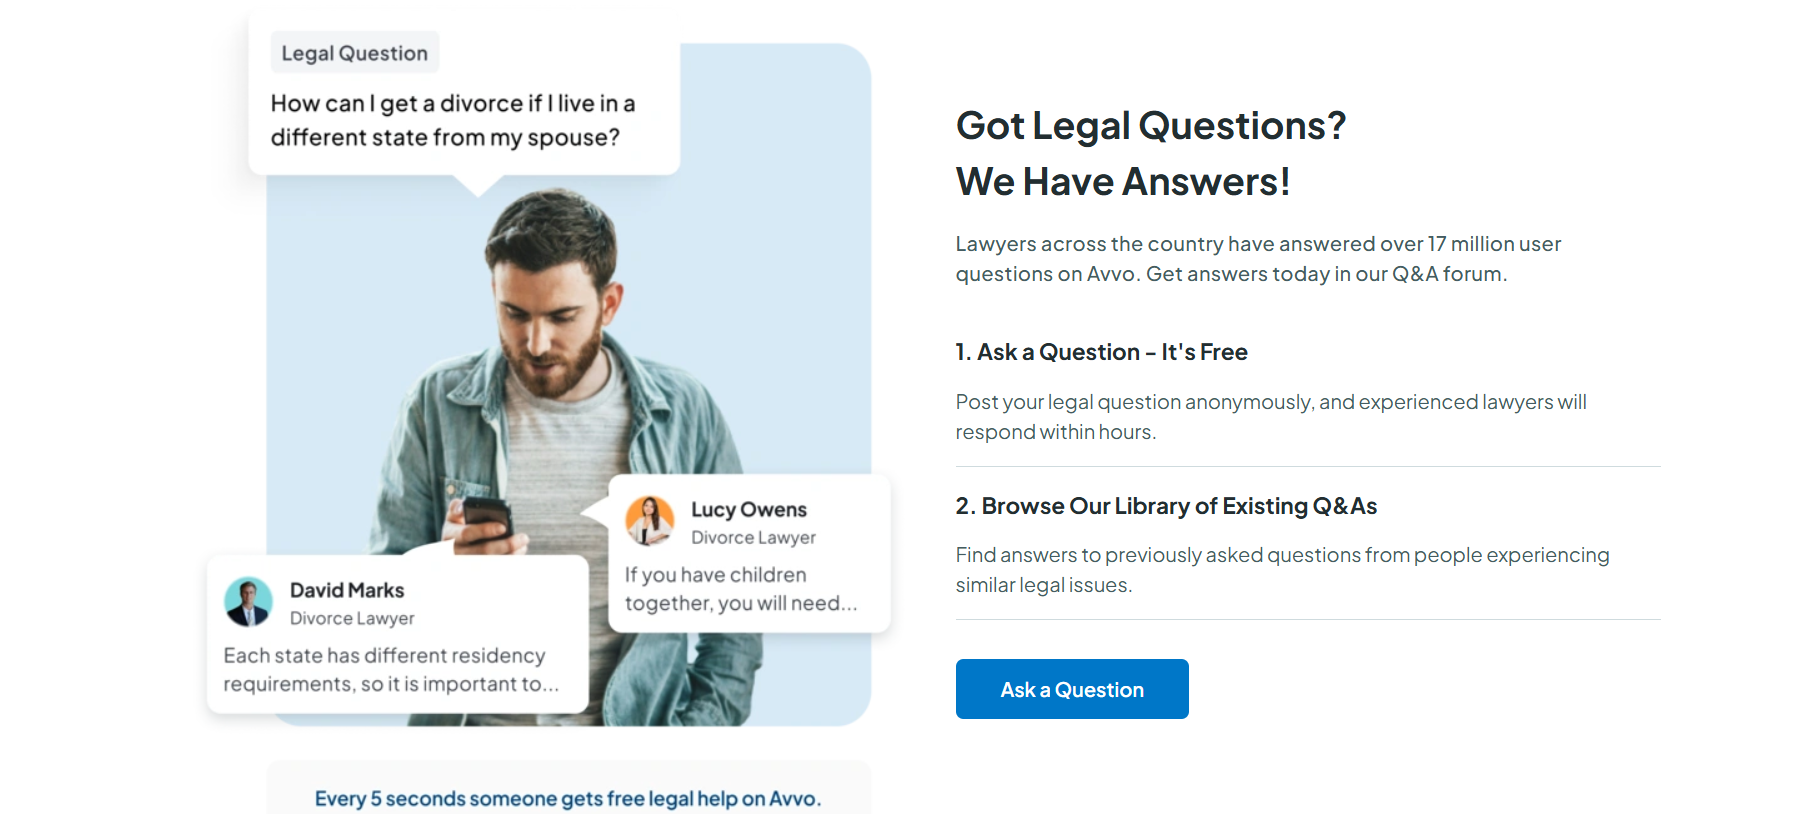 Legal Question
How can I get a divorce if I live in a
different state from my spouse?
Lucy Owens
Divorce Lawyer
If you have children
together, you will need...
David Marks
Divorce Lawyer
Each state has different residency
requirements, so it is important to...
Every 5 seconds someone gets free legal help on Avvo.
Got Legal Questions?
We Have Answers!
Lawyers across the country have answered over 17 million user
questions on Avvo. Get answers today in our Q&A forum.
1. Ask a Question - It's Free
Post your legal question anonymously, and experienced lawyers will
respond within hours.
2. Browse Our Library of Existing Q&As
Find answers to previously asked questions from people experiencing
similar legal issues.
Ask a Question